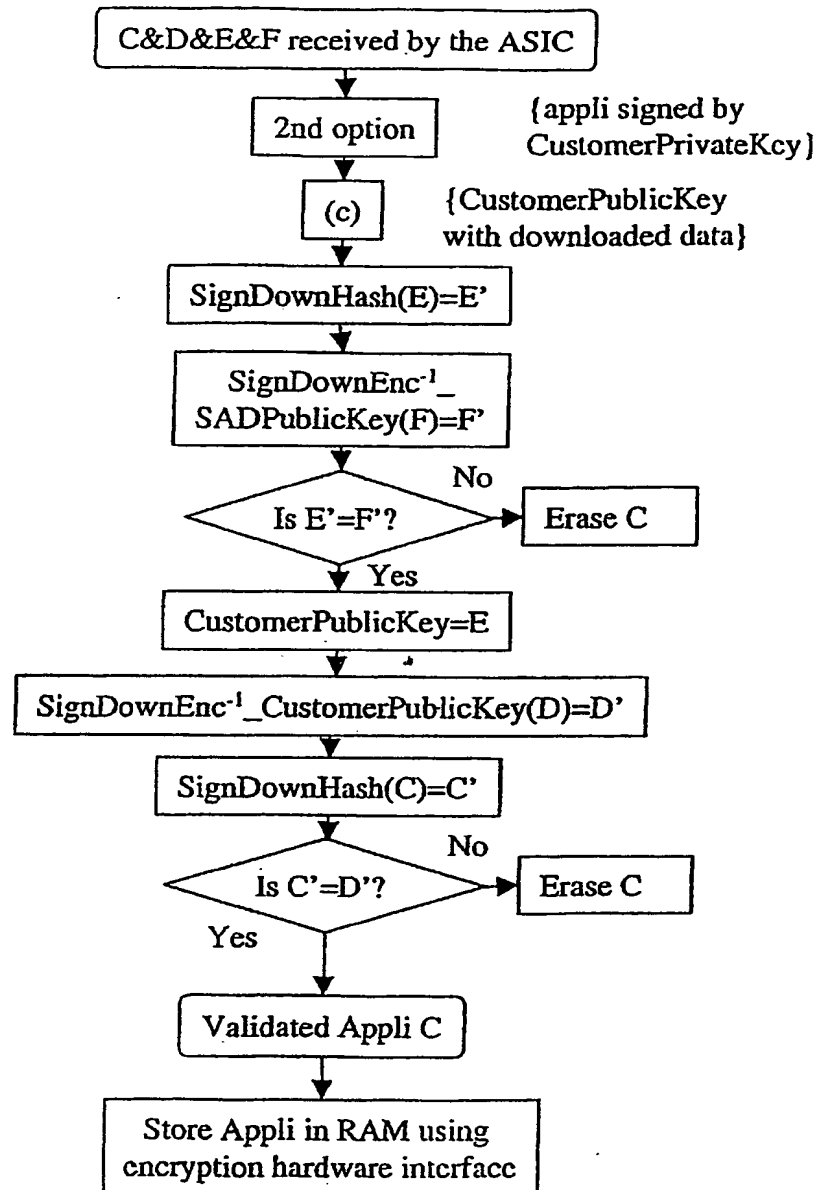 C&D&E&F received by the ASIC
2nd option
{appli signed by
CustomerPrivateKey}
(c)
{CustomerPublicKey
with downloaded data}
SignDownHash(E)=E'
SignDownEnc⁻¹_
SADPublicKey(F)=F'
Is E'=F'?
No
Erase C
Yes
CustomerPublicKey=E
SignDownEnc⁻¹_CustomerPublicKey(D)=D'
SignDownHash(C)=C'
Is C'=D'?
No
Erase C
Yes
Validated Appli C
Store Appli in RAM using
encryption hardware interface